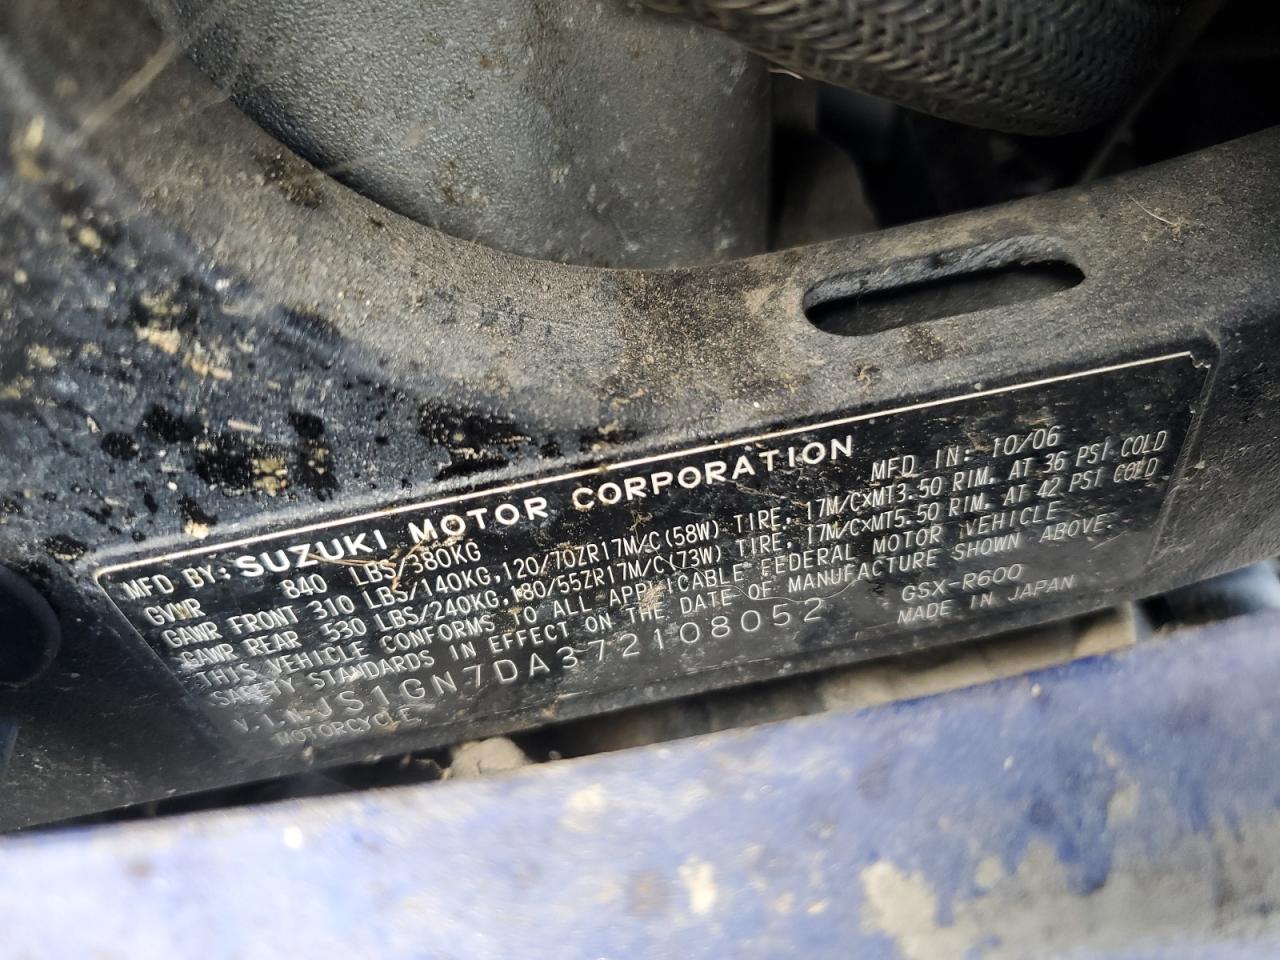 MFD BY: SUZUKI MOTOR CORPORATION
GVWR 840 LBS/380KG MFD IN: 10/06
GAWR FRONT 310 LBS/140KG, 120/70ZR17M/C(58W) TIRE, 17M/C×MT3.50 RIM, AT 36 PSI COLD
GAWR REAR 530 LBS/240KG, 180/55ZR17M/C(73W) TIRE, 17M/C×MT5.50 RIM, AT 42 PSI COLD
THIS VEHICLE CONFORMS TO ALL APPLICABLE FEDERAL MOTOR VEHICLE
SAFETY STANDARDS IN EFFECT ON THE DATE OF MANUFACTURE SHOWN ABOVE.
V.I.N. JS1GN7DA372108052 GSX-R600
MOTORCYCLE MADE IN JAPAN